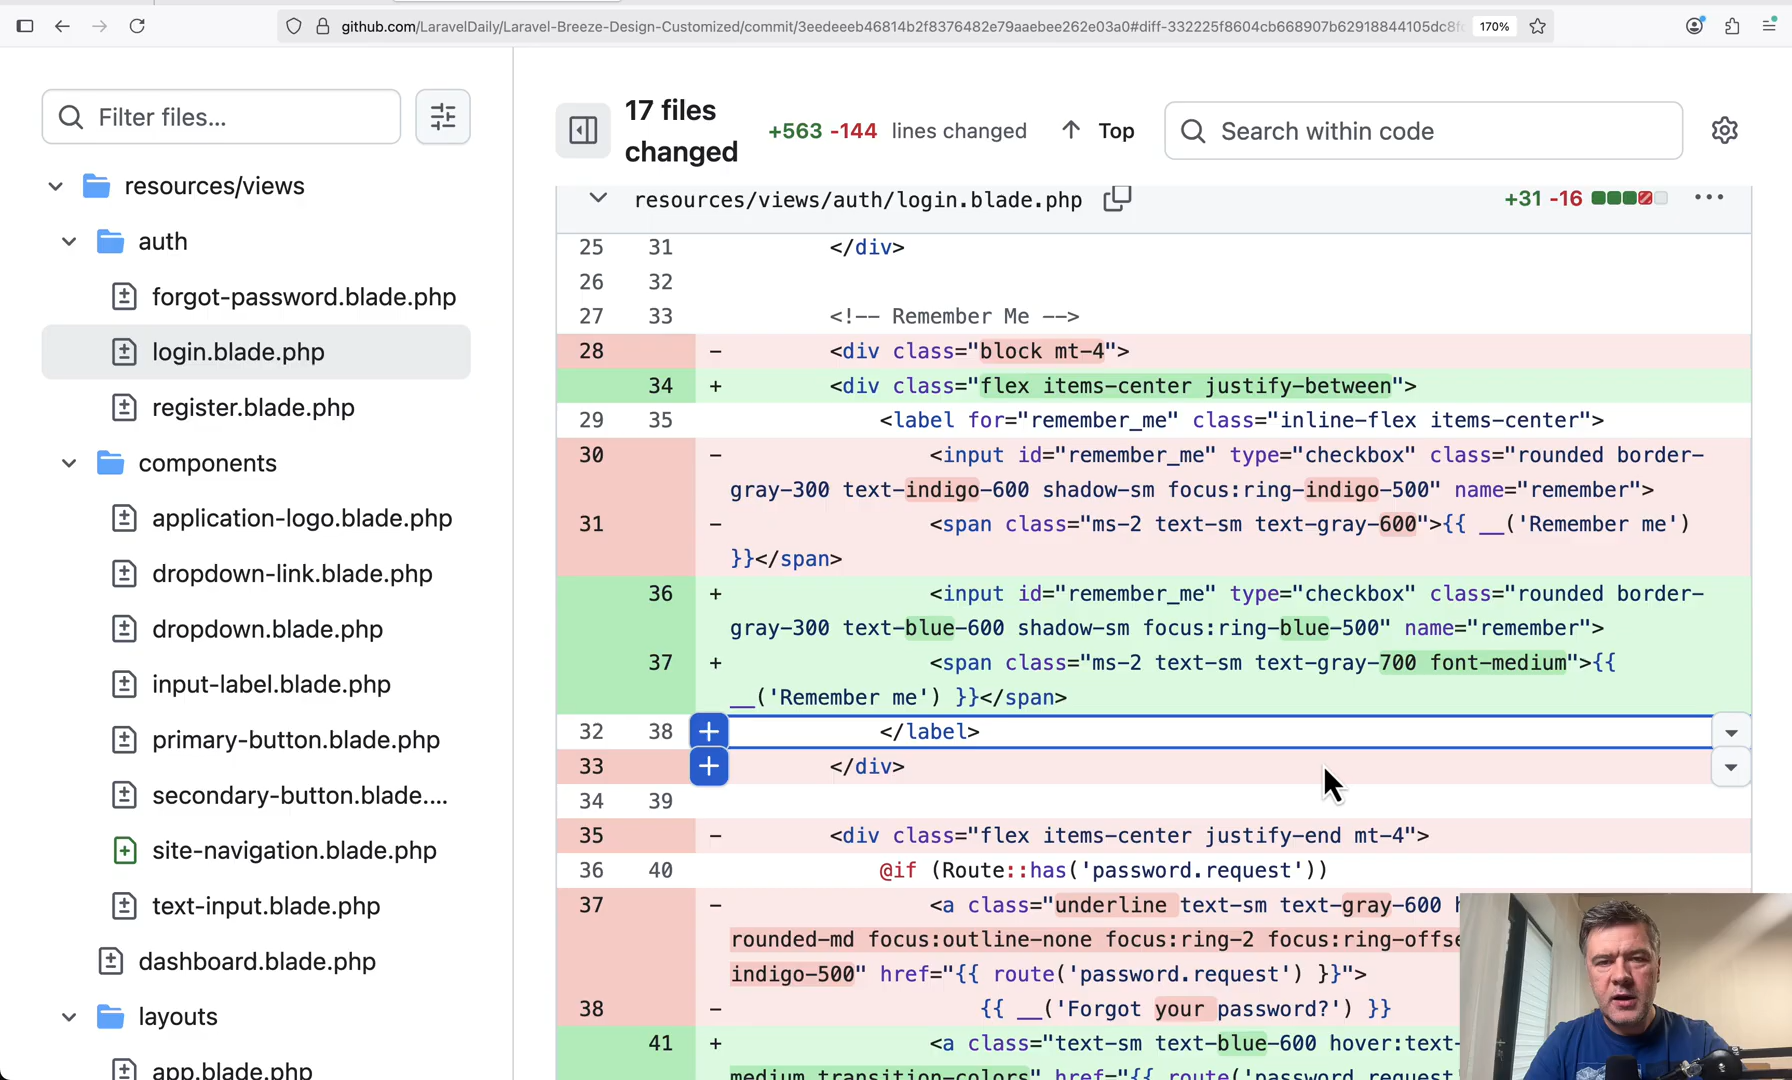 github.com/LaravelDaily/Laravel-Breeze-Design-Customized/commit/3eedeeeb46814b2f8376482e79aaebee262e03a0#diff-332225f8604cb668907b62918844105dc8f
170%
Filter files...
resources/views
auth
forgot-password.blade.php
login.blade.php
register.blade.php
components
application-logo.blade.php
dropdown-link.blade.php
dropdown.blade.php
input-label.blade.php
primary-button.blade.php
secondary-button.blade....
site-navigation.blade.php
text-input.blade.php
dashboard.blade.php
layouts
app.blade.php
17 files
changed
+563 -144 lines changed
Top
Search within code
resources/views/auth/login.blade.php
+31 -16
25 31 </div>
26 32
27 33 <!-- Remember Me -->
28 - <div class="block mt-4">
34 + <div class="flex items-center justify-between">
29 35 <label for="remember_me" class="inline-flex items-center">
30 - <input id="remember_me" type="checkbox" class="rounded border-
gray-300 text-indigo-600 shadow-sm focus:ring-indigo-500" name="remember">
31 - <span class="ms-2 text-sm text-gray-600">{{ __('Remember me')
}}</span>
36 + <input id="remember_me" type="checkbox" class="rounded border-
gray-300 text-blue-600 shadow-sm focus:ring-blue-500" name="remember">
37 + <span class="ms-2 text-sm text-gray-700 font-medium">{{
__('Remember me') }}</span>
32 38 + </label>
33 + </div>
34 39
35 - <div class="flex items-center justify-end mt-4">
36 40 @if (Route::has('password.request'))
37 - <a class="underline text-sm text-gray-600 h
rounded-md focus:outline-none focus:ring-2 focus:ring-offse
indigo-500" href="{{ route('password.request') }}">
38 - {{ __('Forgot your password?') }}
41 + <a class="text-sm text-blue-600 hover:text-
medium transition-colors" href="{{ route('password.request